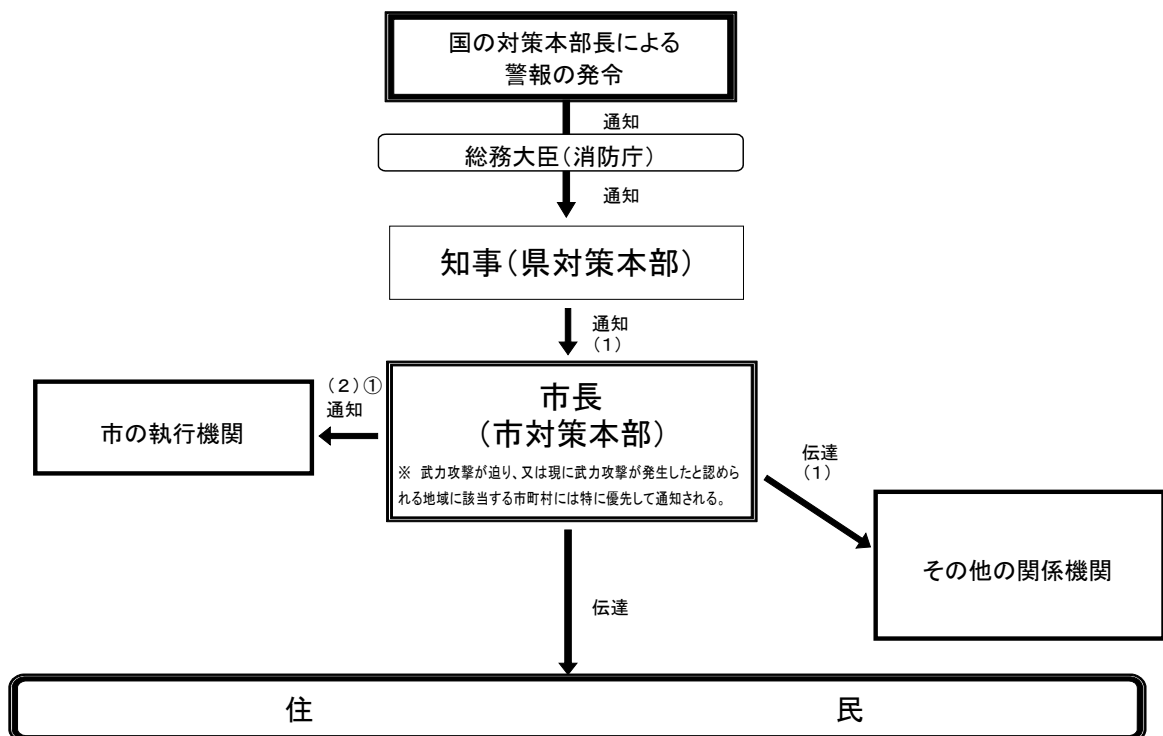 国の対策本部長による
警報の発令
通知
総務大臣(消防庁)
通知
知事(県対策本部)
通知
(1)
(2)①
通知
市の執行機関
市長
(市対策本部)
※ 武力攻撃が迫り、又は現に武力攻撃が発生したと認めら
れる地域に該当する市町村には特に優先して通知される。
伝達
(1)
その他の関係機関
伝達
住 民